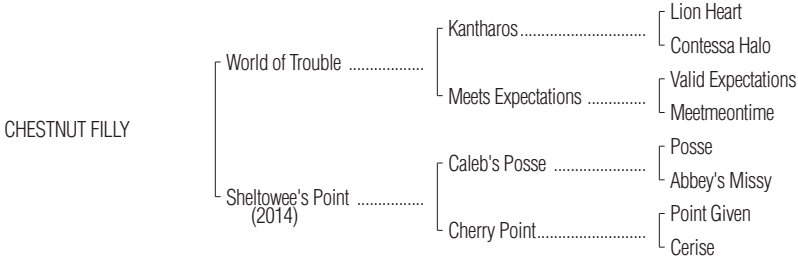 Lion Heart
Kantharos
Contessa Halo
World of Trouble
Valid Expectations
Meets Expectations
Meetmeontime
CHESTNUT FILLY
Posse
Caleb's Posse
Abbey's Missy
Sheltowee's Point
(2014)
Point Given
Cherry Point
Cerise